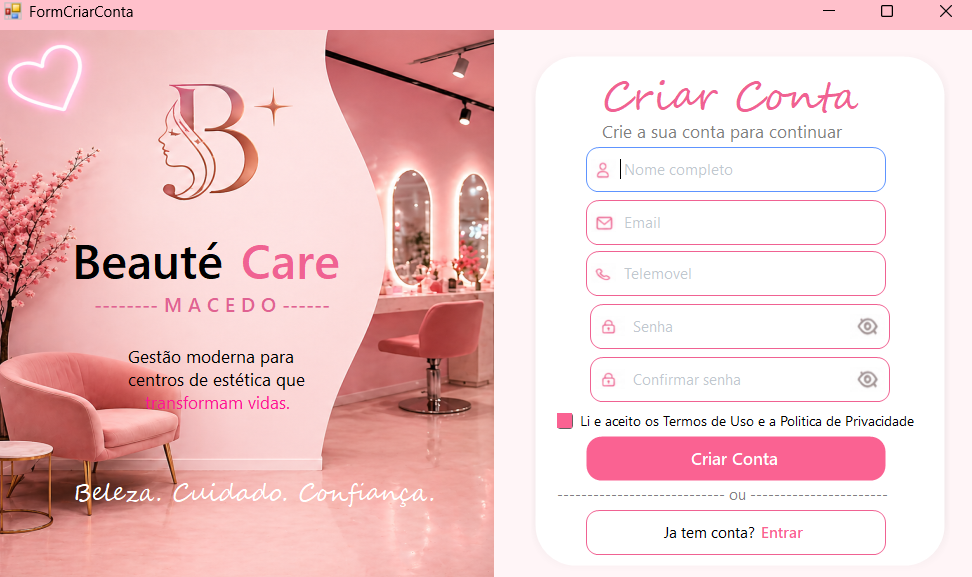 FormCriarConta
B
Beauté Care
-------- MACEDO ------
Gestão moderna para
centros de estética que
transformam vidas.
Beleza. Cuidado. Confiança.
Criar Conta
Crie a sua conta para continuar
Nome completo
Email
Telemovel
Senha
Confirmar senha
Li e aceito os Termos de Uso e a Politica de Privacidade
Criar Conta
------------------------ ou --------------------
Ja tem conta? Entrar